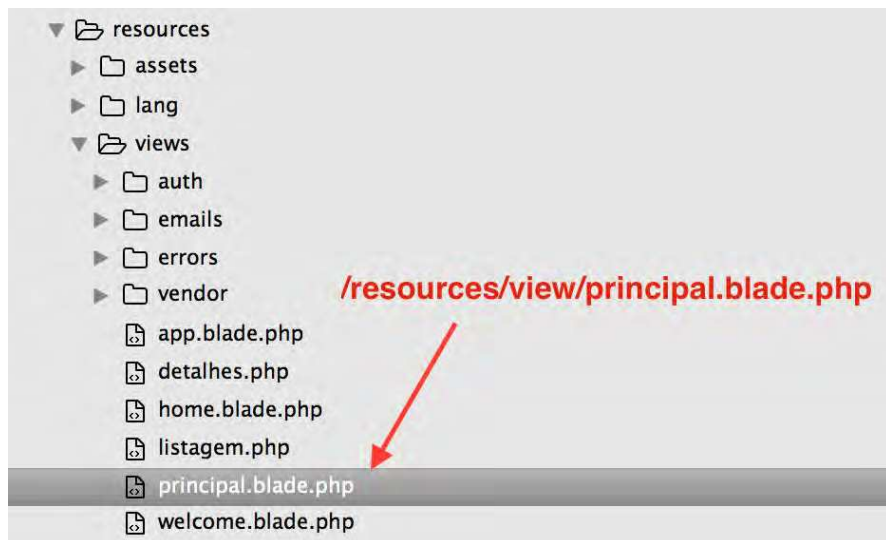 resources
assets
lang
views
auth
emails
errors
vendor
/resources/view/principal.blade.php
app.blade.php
detalhes.php
home.blade.php
listagem.php
principal.blade.php
welcome.blade.php